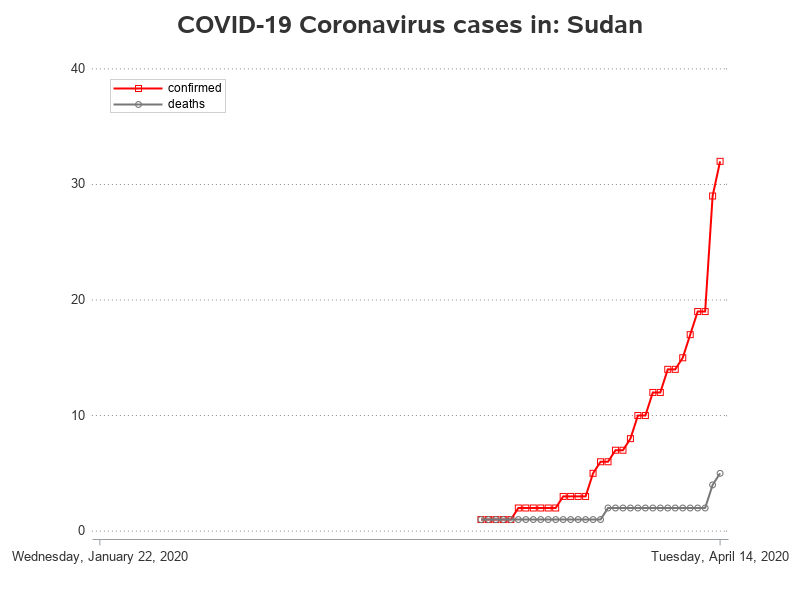 COVID-19 Coronavirus cases in: Sudan
40
confirmed
deaths
30
20
10
0
Wednesday, January 22, 2020
Tuesday, April 14, 2020